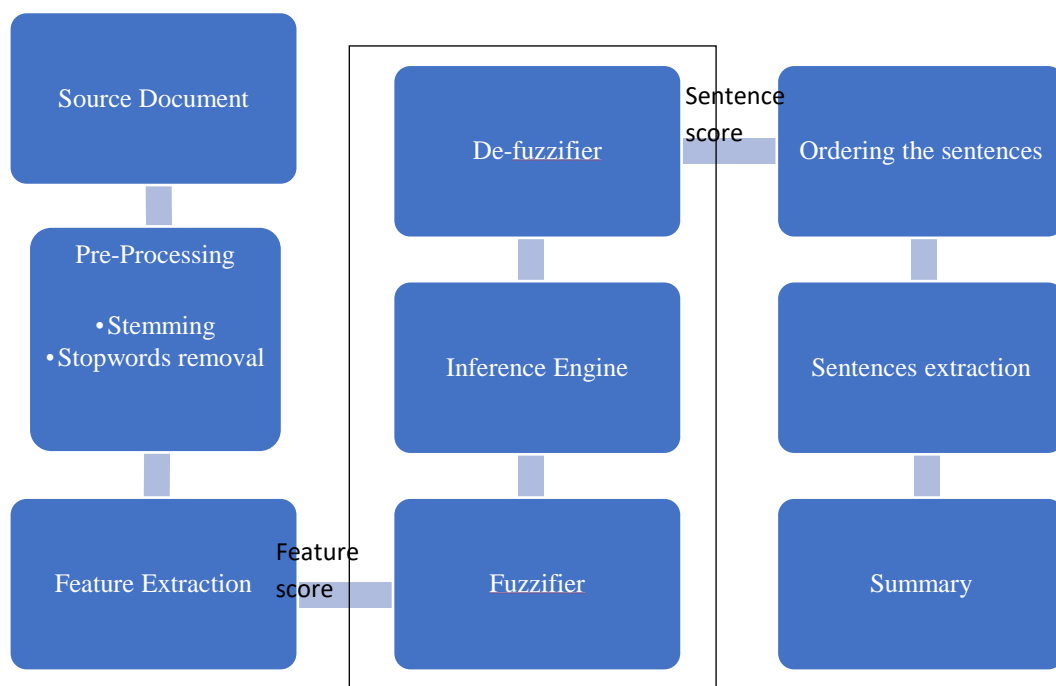 Source Document
Pre-Processing
• Stemming
• Stopwords removal
Feature Extraction
Feature
score
Fuzzifier
Inference Engine
De-fuzzifier
Sentence
score
Ordering the sentences
Sentences extraction
Summary